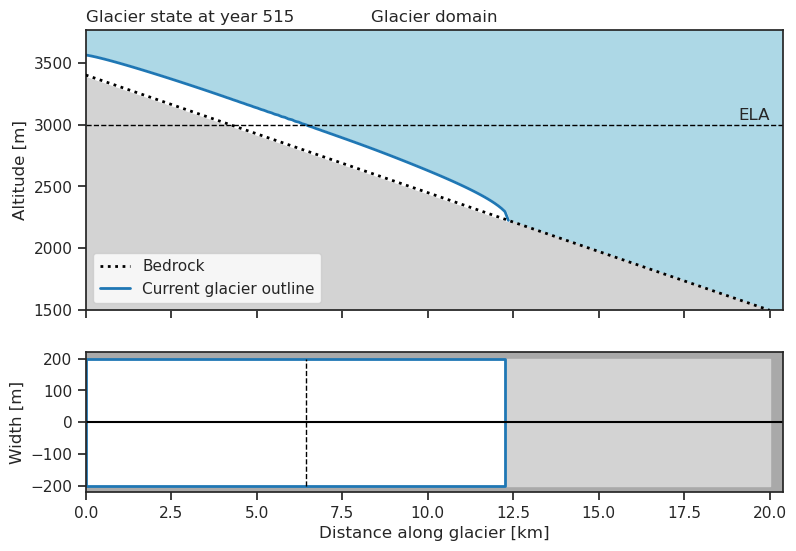 Glacier state at year 515 Glacier domain
3500
3000
2500
2000
1500
Altitude [m]
ELA
Bedrock
Current glacier outline
200
100
0
−100
−200
Width [m]
0.0 2.5 5.0 7.5 10.0 12.5 15.0 17.5 20.0
Distance along glacier [km]